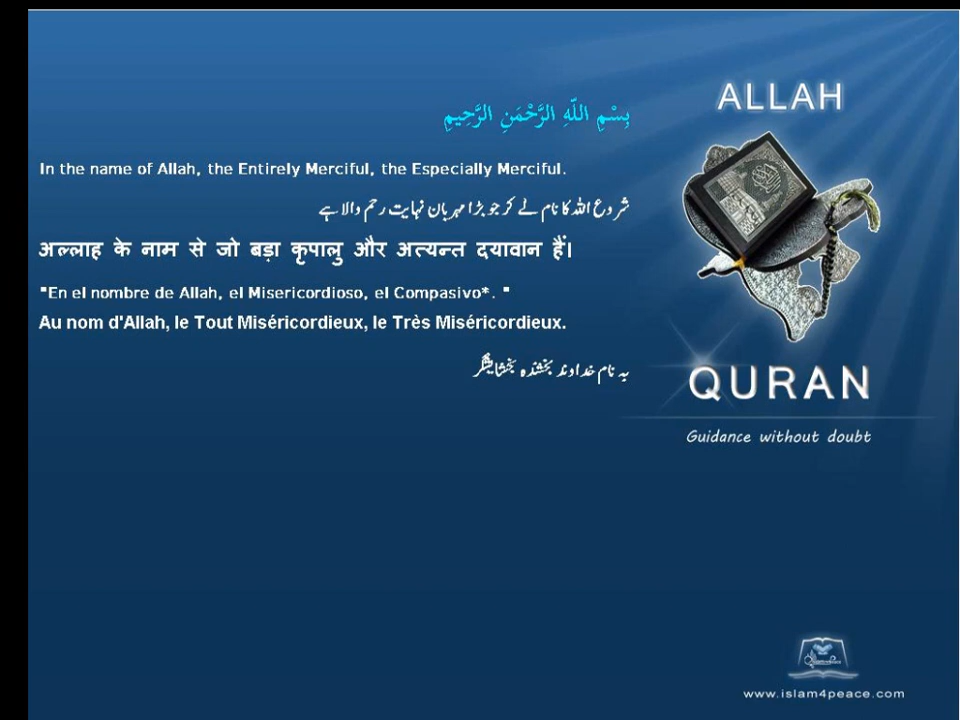 بِسْمِ اللَّهِ الرَّحْمَنِ الرَّحِيمِ
In the name of Allah, the Entirely Merciful, the Especially Merciful.
شروع الله کا نام لے کر جو بڑا مہربان نہایت رحم والا ہے
अल्लाह के नाम से जो बड़ा कृपालु और अत्यन्त दयावान हैं।
"En el nombre de Allah, el Misericordioso, el Compasivo*. "
Au nom d'Allah, le Tout Miséricordieux, le Très Miséricordieux.
به نام خداوند بخشنده بخشایشگر
ALLAH
QURAN
Guidance without doubt
www.islam4peace.com